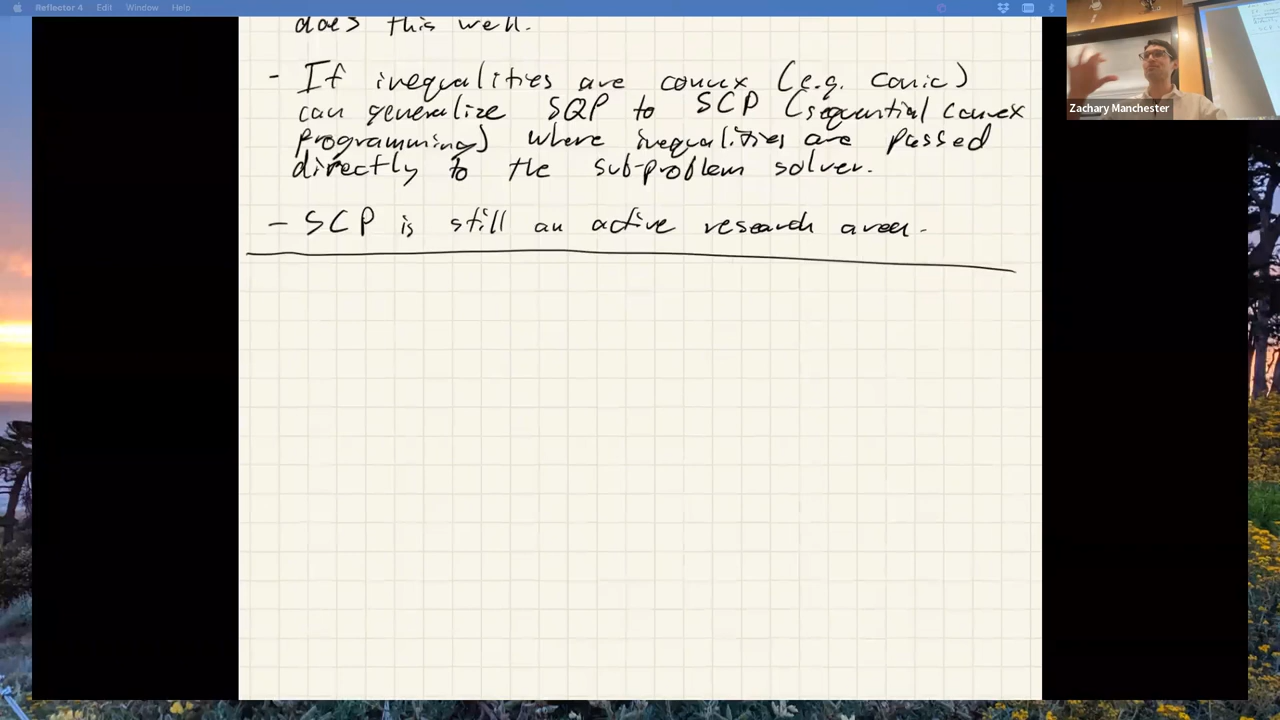 Reflector 4 Edit Window Help
does this well.
- If inequalities are convex (e.g. conic)
can generalize SQP to SCP (sequential convex
programming) where inequalities are passed
directly to the sub-problem solver.
- SCP is still an active research area.
Zachary Manchester